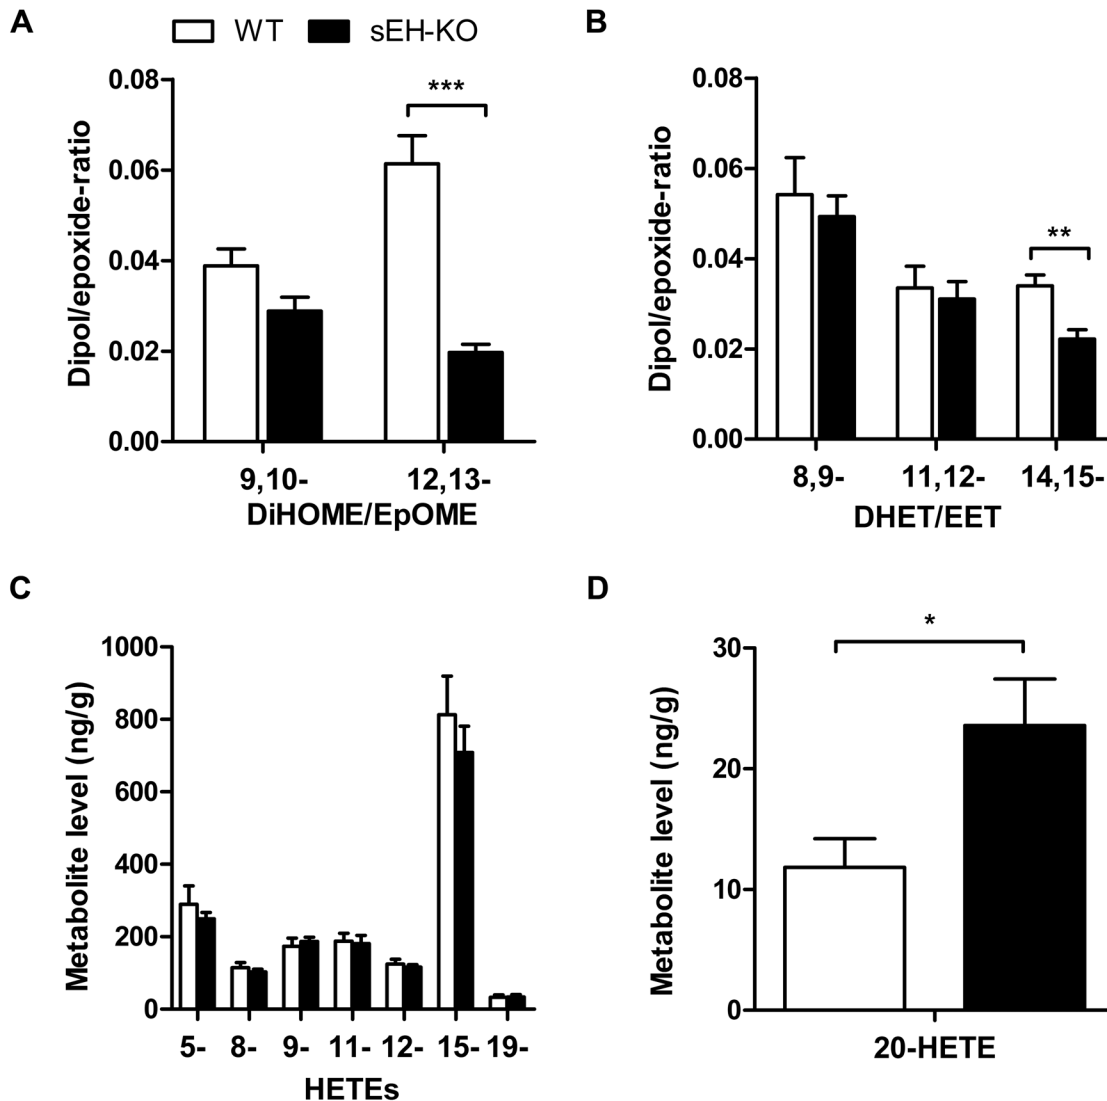 A
WT
sEH-KO
Dipol/epoxide-ratio
0.08
0.06
0.04
0.02
0.00
***
9,10-
12,13-
DiHOME/EpOME
B
Dipol/epoxide-ratio
0.08
0.06
0.04
0.02
0.00
**
8,9-
11,12-
14,15-
DHET/EET
C
Metabolite level (ng/g)
1000
800
600
400
200
0
5-
8-
9-
11-
12-
15-
19-
HETEs
D
Metabolite level (ng/g)
30
20
10
0
*
20-HETE